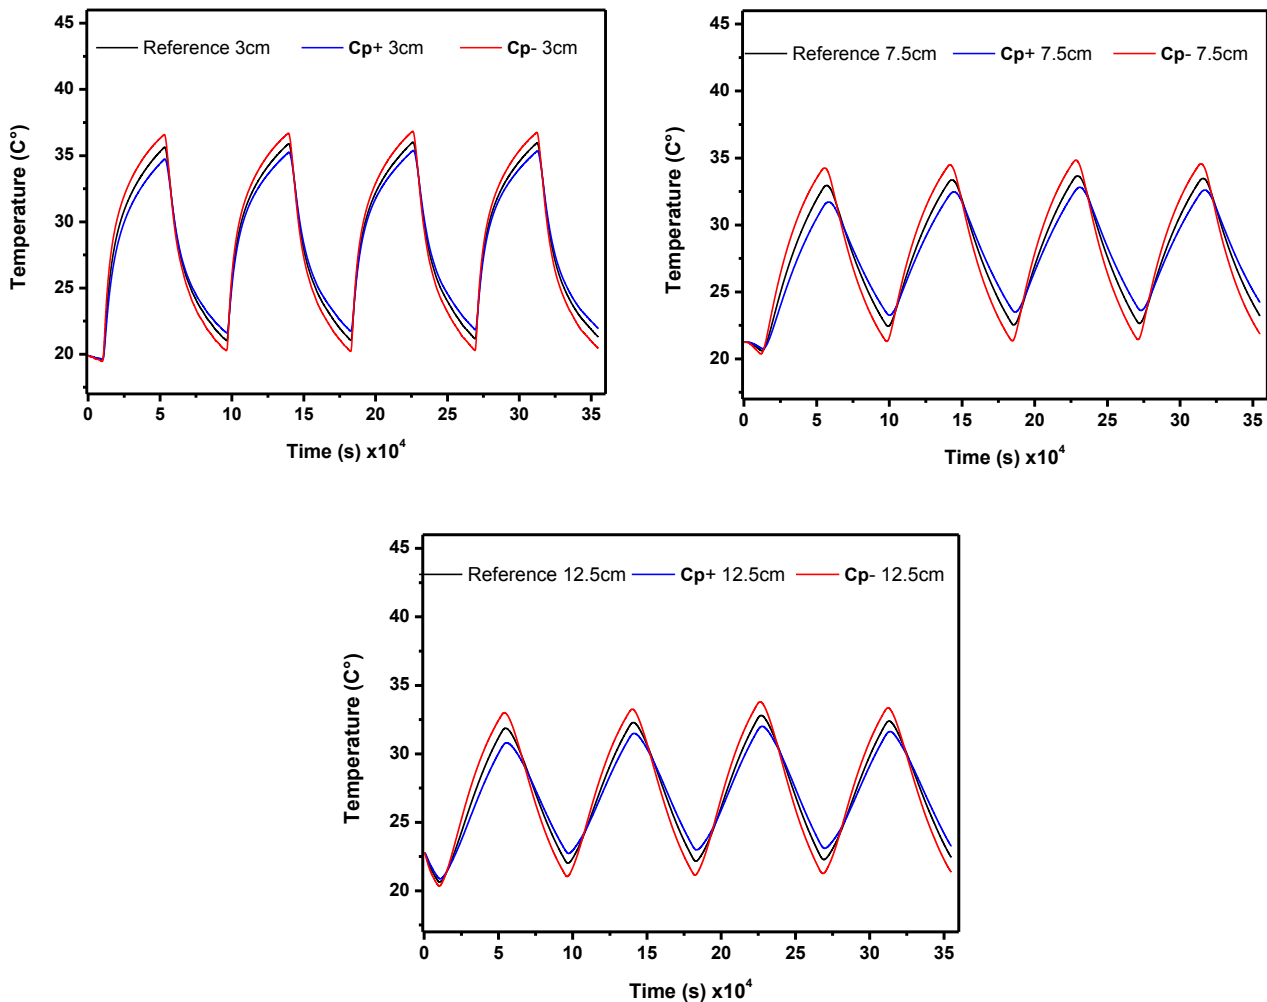 45
40
35
30
25
20
Temperature (C°)
Reference 3cm Cp+ 3cm Cp- 3cm
0 5 10 15 20 25 30 35
Time (s) x10⁴
45
40
35
30
25
20
Temperature (C°)
Reference 7.5cm Cp+ 7.5cm Cp- 7.5cm
0 5 10 15 20 25 30 35
Time (s) x10⁴
45
40
35
30
25
20
Temperature (C°)
Reference 12.5cm Cp+ 12.5cm Cp- 12.5cm
0 5 10 15 20 25 30 35
Time (s) x10⁴